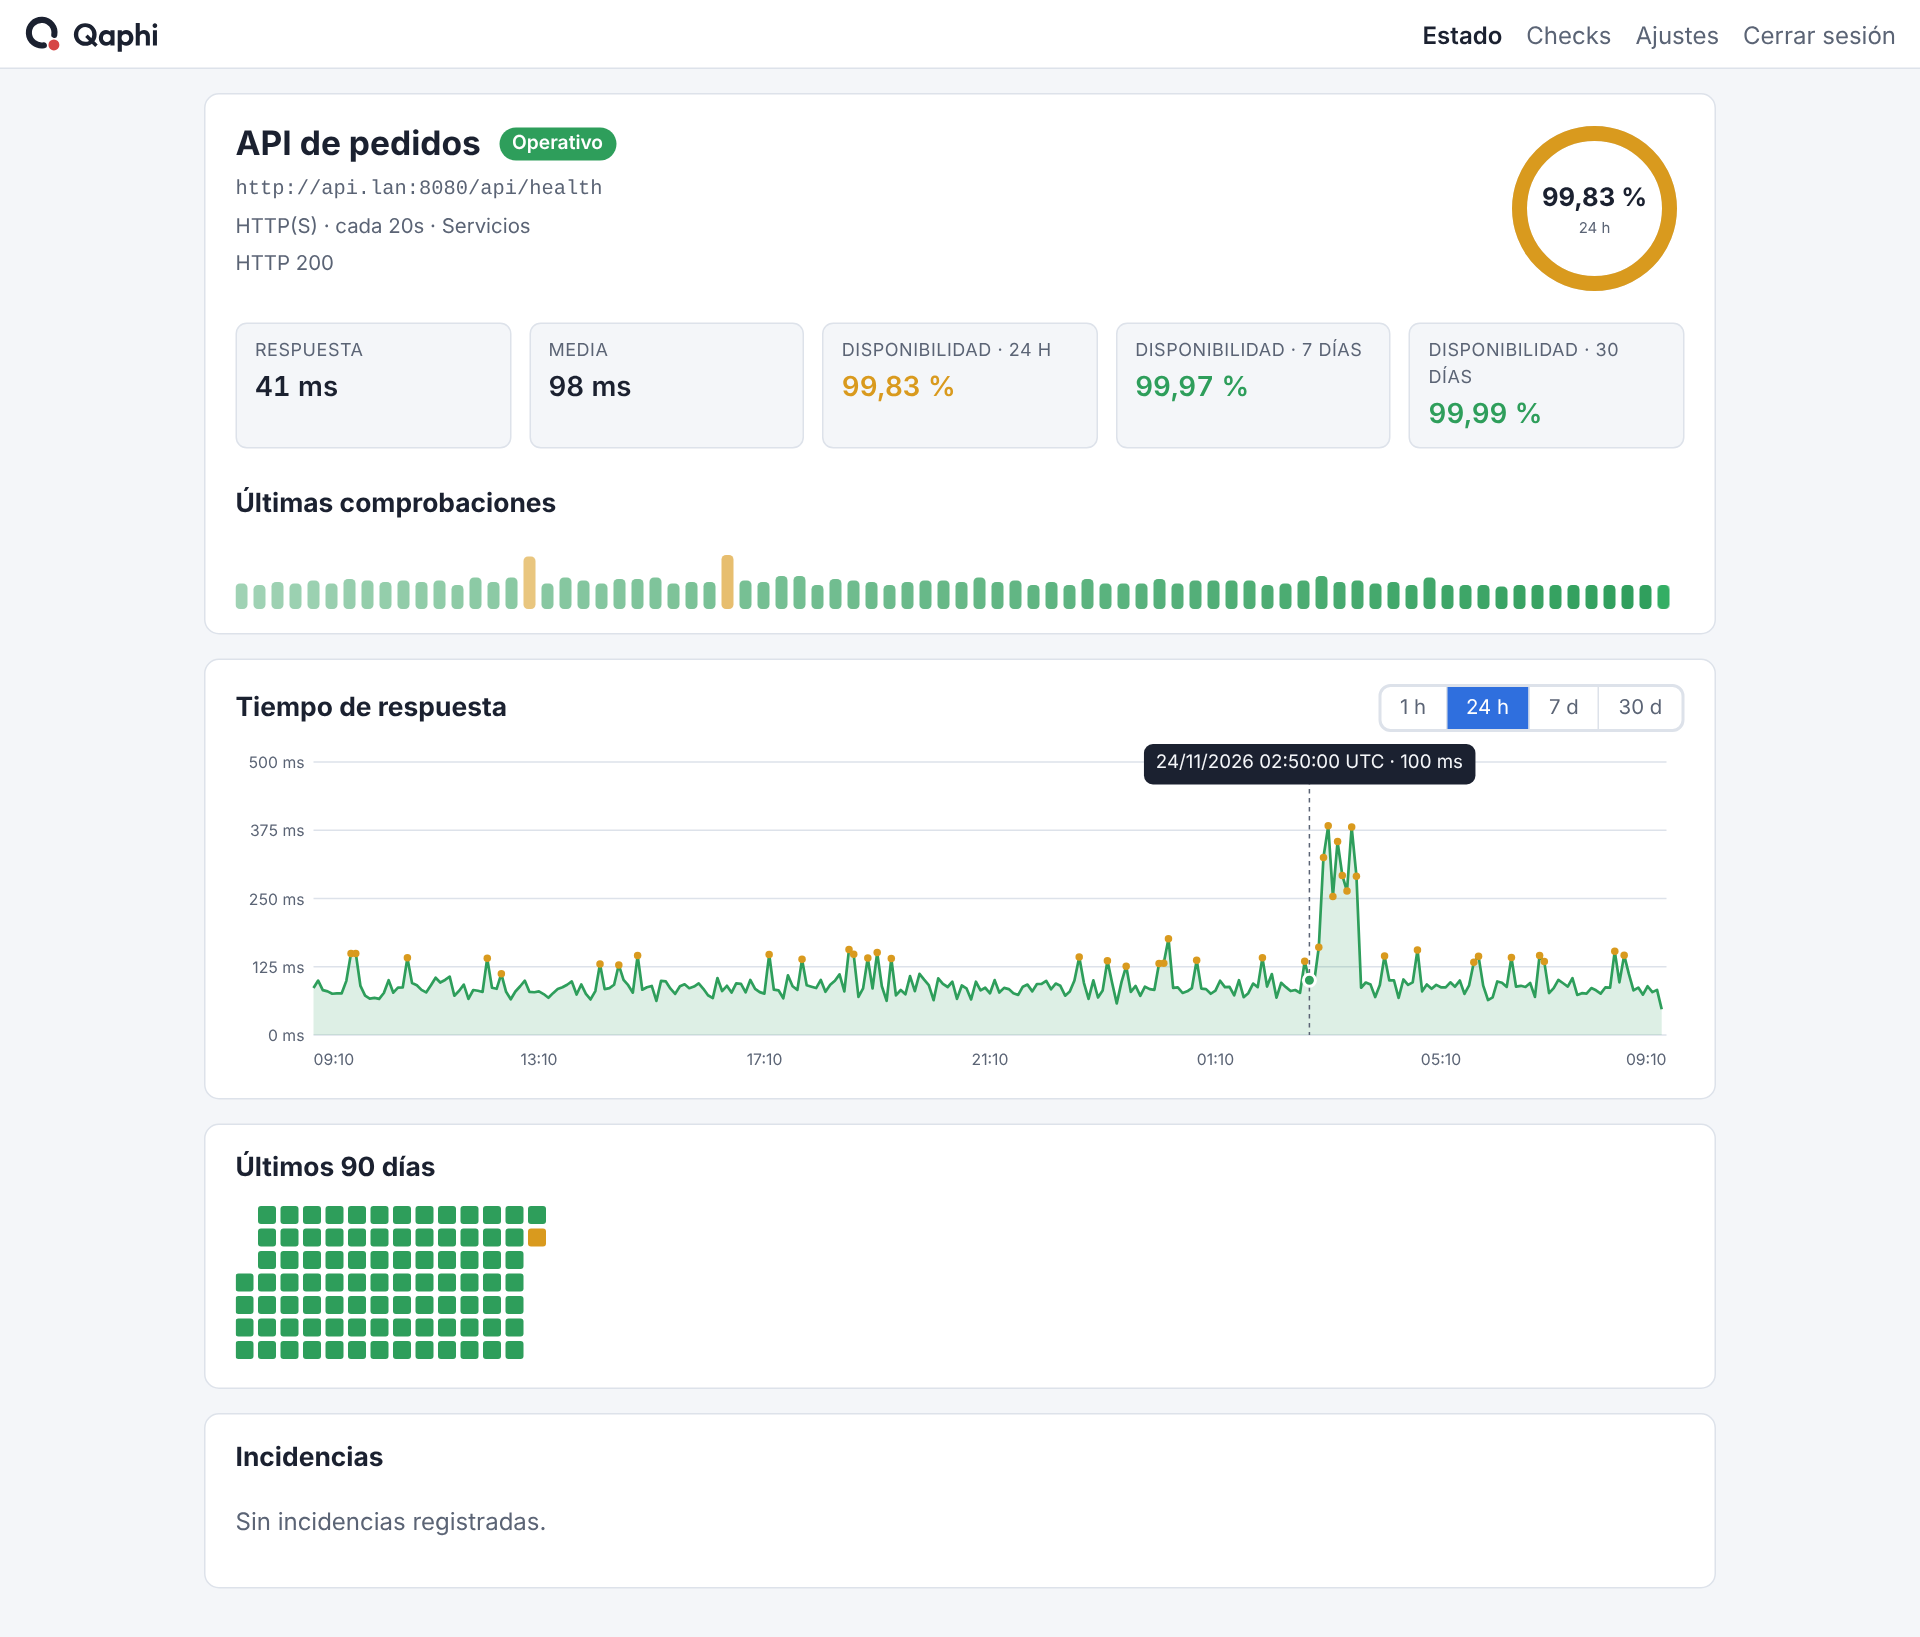 Qaphi
Estado Checks Ajustes Cerrar sesión
API de pedidos Operativo
http://api.lan:8080/api/health
HTTP(S) · cada 20s · Servicios
HTTP 200
99,83 %
24 h
RESPUESTA
41 ms
MEDIA
98 ms
DISPONIBILIDAD · 24 H
99,83 %
DISPONIBILIDAD · 7 DÍAS
99,97 %
DISPONIBILIDAD · 30
DÍAS
99,99 %
Últimas comprobaciones
Tiempo de respuesta
1 h 24 h 7 d 30 d
24/11/2026 02:50:00 UTC · 100 ms
500 ms
375 ms
250 ms
125 ms
0 ms
09:10 13:10 17:10 21:10 01:10 05:10 09:10
Últimos 90 días
Incidencias
Sin incidencias registradas.